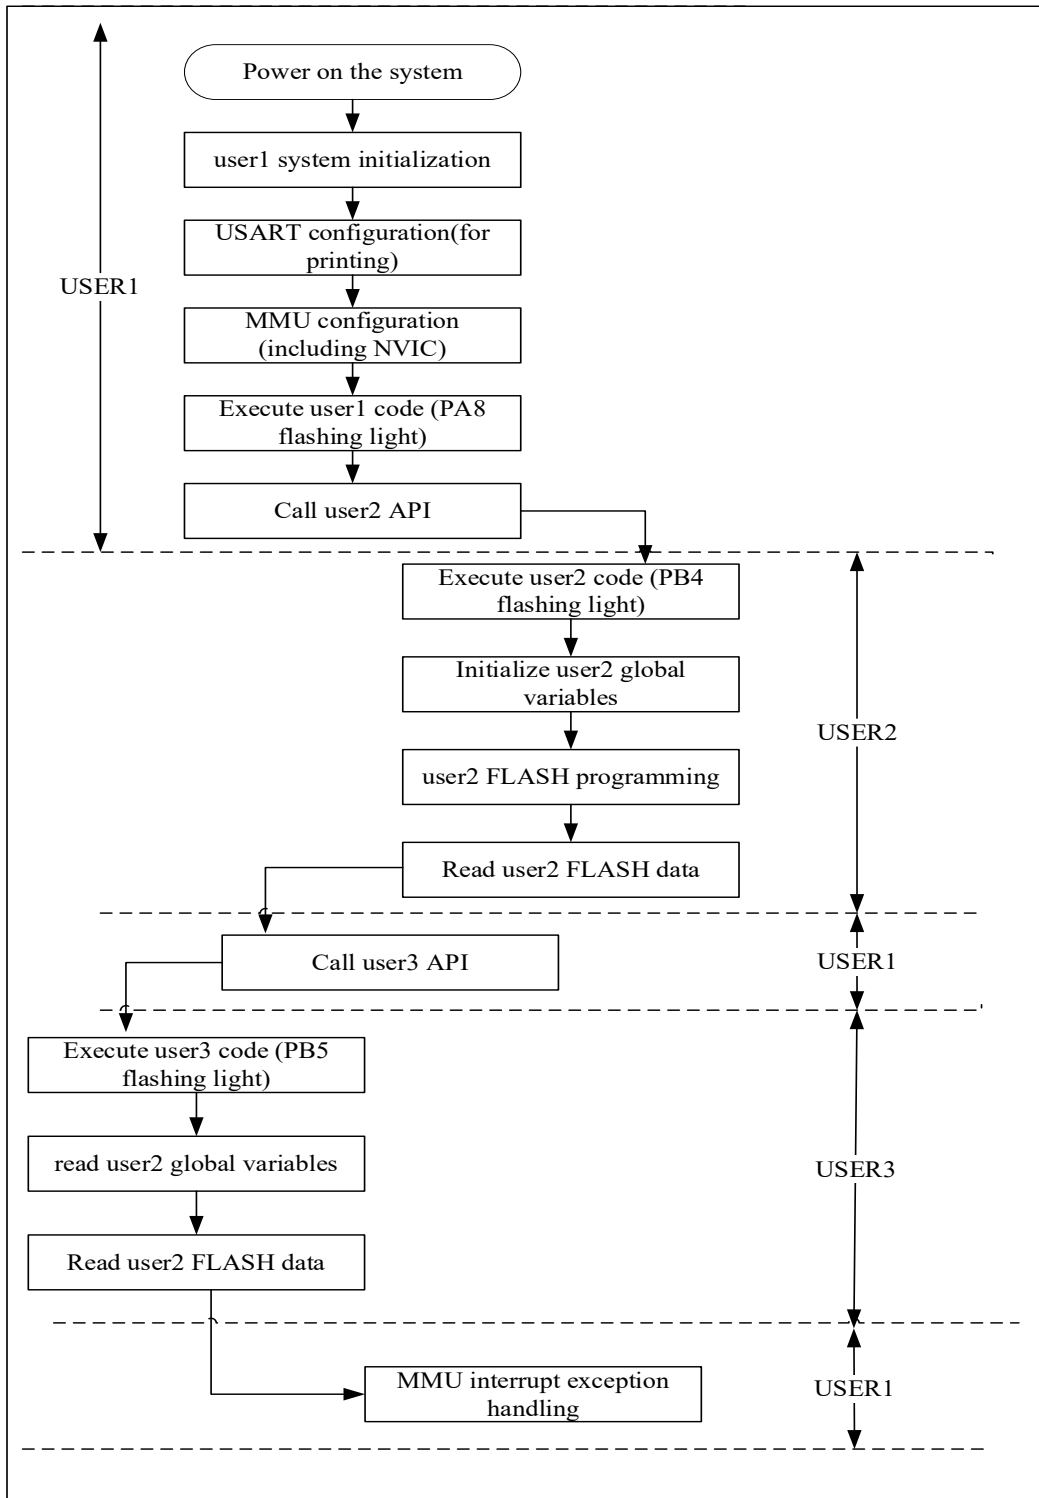 Power on the system
user1 system initialization
USART configuration(for
printing)
USER1
MMU configuration
(including NVIC)
Execute user1 code (PA8
flashing light)
Call user2 API
Execute user2 code (PB4
flashing light)
Initialize user2 global
variables
USER2
user2 FLASH programming
Read user2 FLASH data
Call user3 API
USER1
Execute user3 code (PB5
flashing light)
read user2 global variables
USER3
Read user2 FLASH data
MMU interrupt exception
handling
USER1